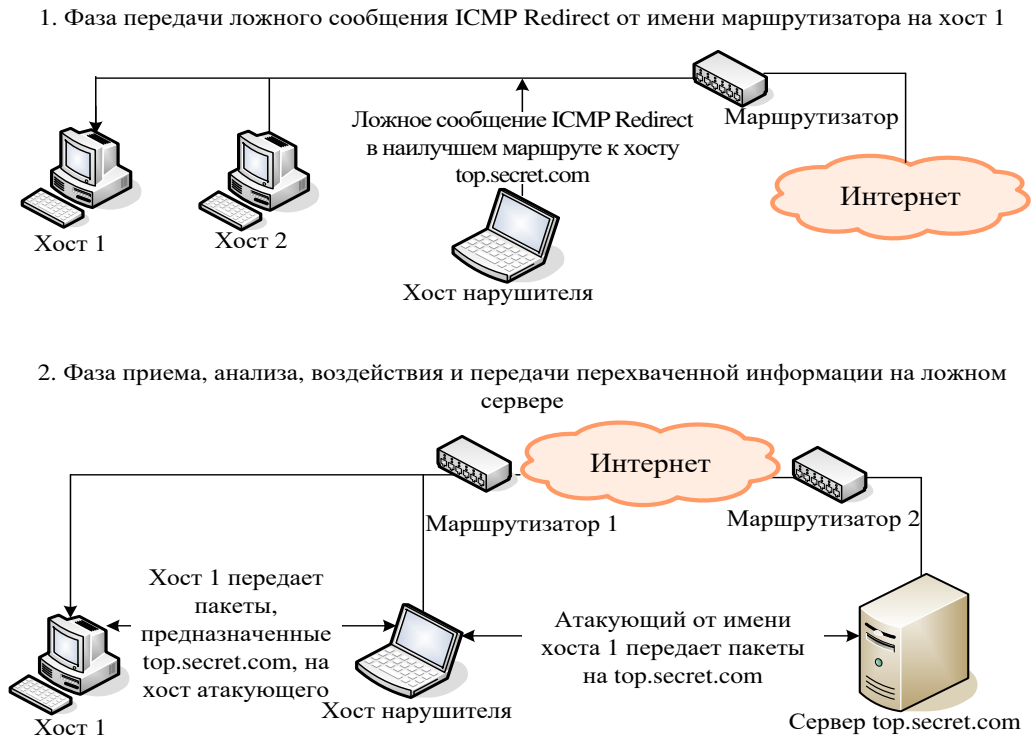 1. Фаза передачи ложного сообщения ICMP Redirect от имени маршрутизатора на хост 1
Ложное сообщение ICMP Redirect
в наилучшем маршруте к хосту
top.secret.com
Маршрутизатор
Интернет
Хост 1
Хост 2
Хост нарушителя
2. Фаза приема, анализа, воздействия и передачи перехваченной информации на ложном
сервере
Интернет
Маршрутизатор 1
Маршрутизатор 2
Хост 1 передает
пакеты,
предназначенные
top.secret.com, на
хост атакующего
Атакующий от имени
хоста 1 передает пакеты
на top.secret.com
Хост 1
Хост нарушителя
Сервер top.secret.com